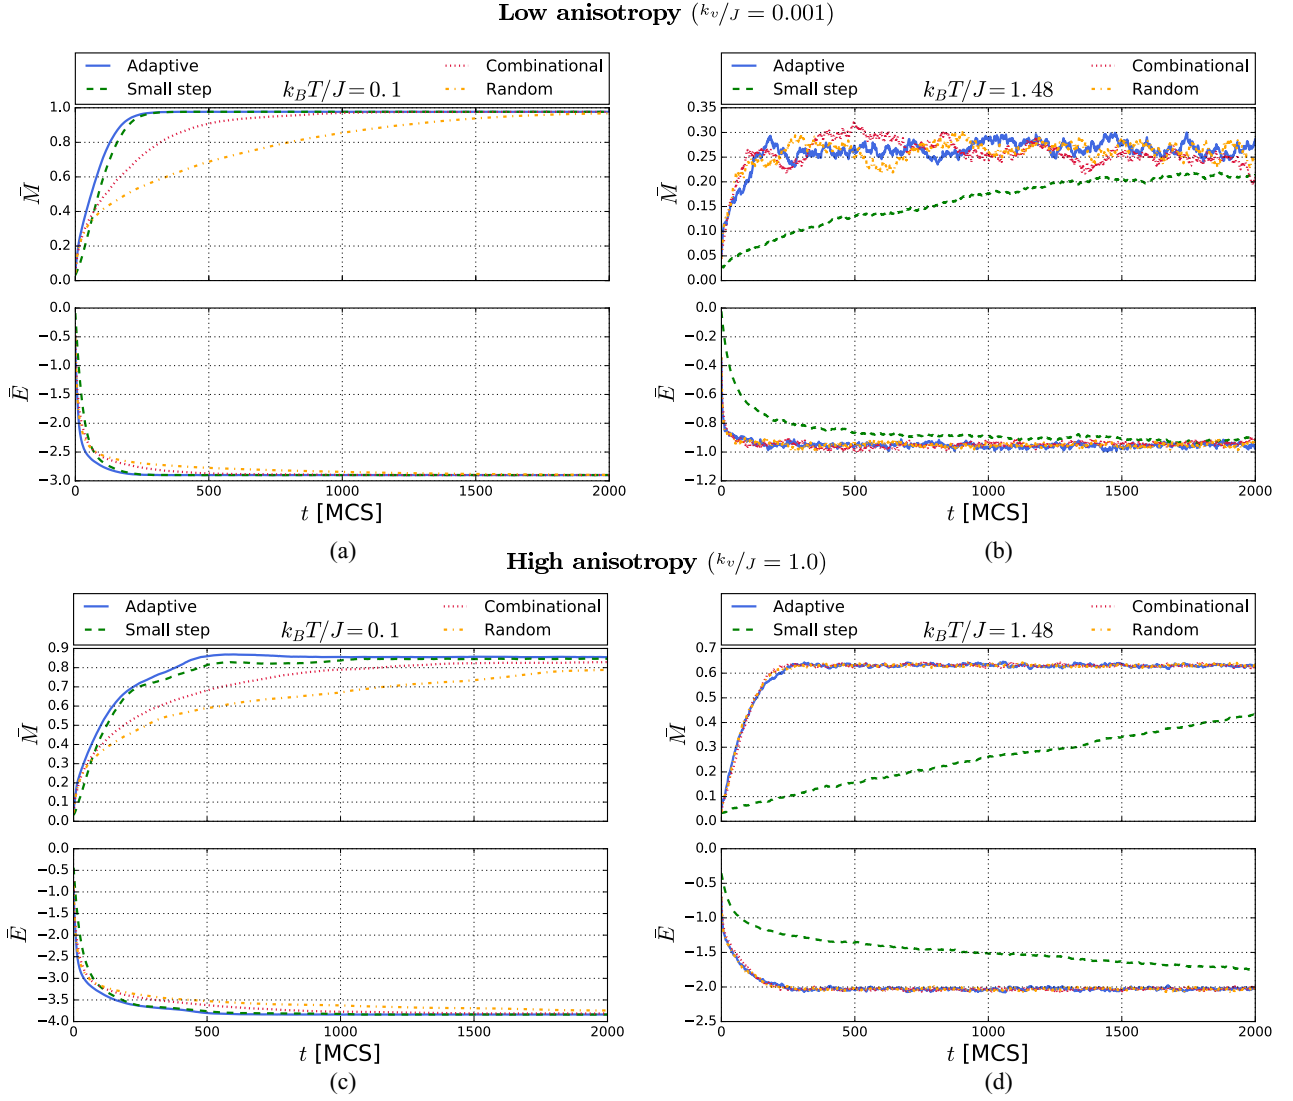 Low anisotropy (k_v/J = 0.001)
Adaptive Combinational
Small step k_BT/J=0.1 Random
1.0
0.8
0.6
0.4
0.2
0.0
M̄
0.0
−0.5
−1.0
−1.5
−2.0
−2.5
−3.0
Ē
0 500 1000 1500 2000
t [MCS]
(a)
Adaptive Combinational
Small step k_BT/J=1.48 Random
0.35
0.30
0.25
0.20
0.15
0.10
0.05
0.00
M̄
0.0
−0.2
−0.4
−0.6
−0.8
−1.0
−1.2
Ē
0 500 1000 1500 2000
t [MCS]
(b)
High anisotropy (k_v/J = 1.0)
Adaptive Combinational
Small step k_BT/J=0.1 Random
0.9
0.8
0.7
0.6
0.5
0.4
0.3
0.2
0.1
0.0
M̄
0.0
−0.5
−1.0
−1.5
−2.0
−2.5
−3.0
−3.5
−4.0
Ē
0 500 1000 1500 2000
t [MCS]
(c)
Adaptive Combinational
Small step k_BT/J=1.48 Random
0.7
0.6
0.5
0.4
0.3
0.2
0.1
0.0
M̄
0.0
−0.5
−1.0
−1.5
−2.0
−2.5
Ē
0 500 1000 1500 2000
t [MCS]
(d)